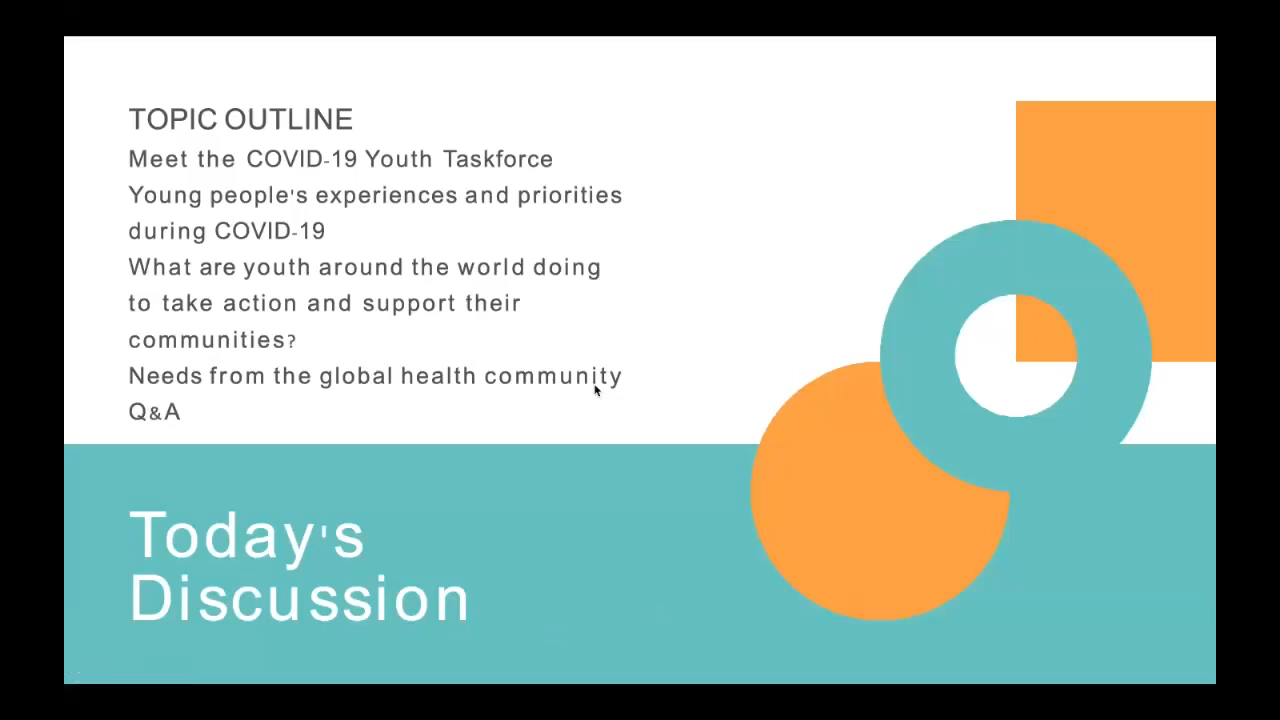 TOPIC OUTLINE
Meet the COVID-19 Youth Taskforce
Young people's experiences and priorities
during COVID-19
What are youth around the world doing
to take action and support their
communities?
Needs from the global health community
Q&A
Today's
Discussion